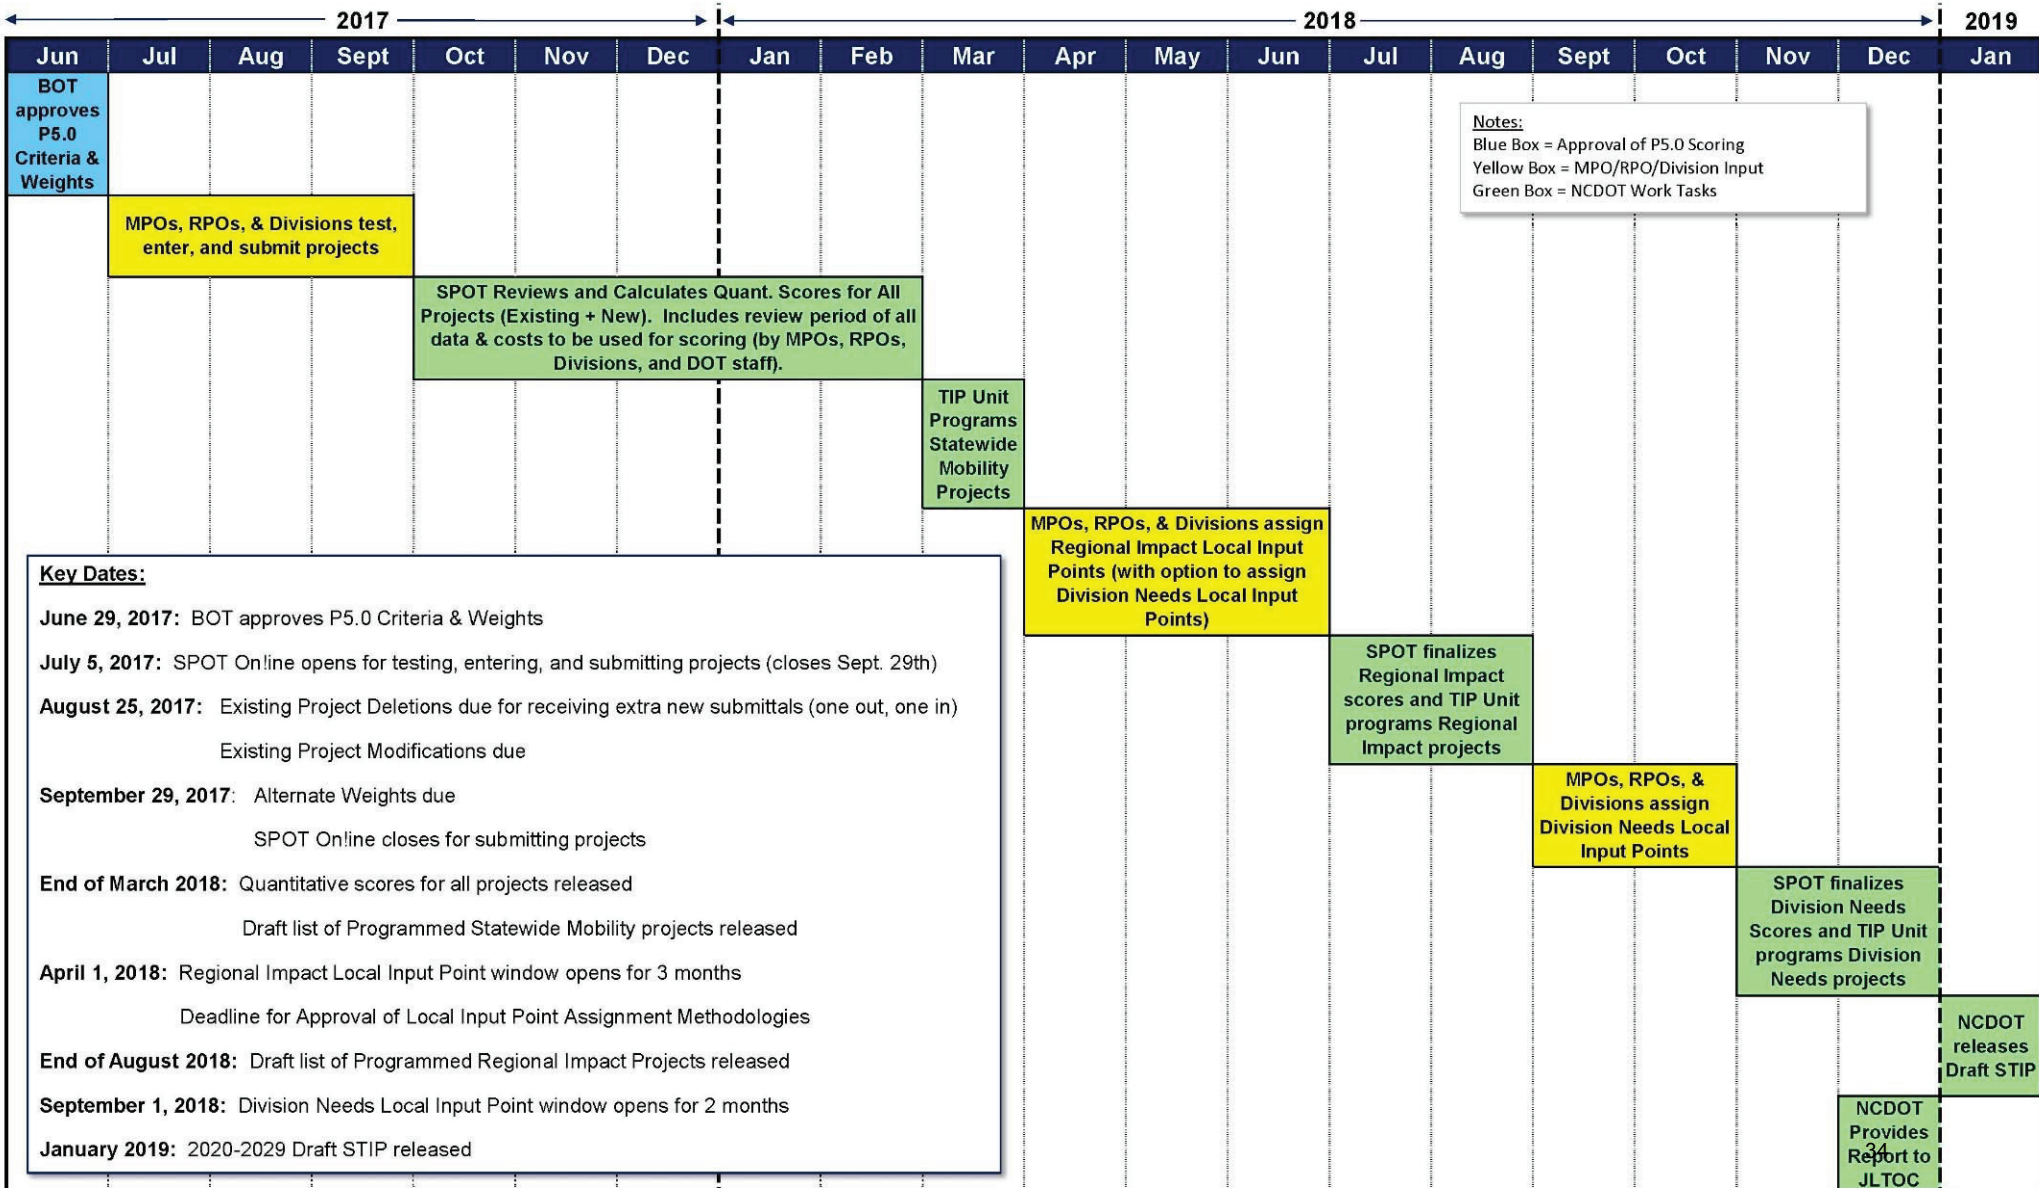 2017
2018
2019
Jun Jul Aug Sept Oct Nov Dec Jan Feb Mar Apr May Jun Jul Aug Sept Oct Nov Dec Jan
BOT
approves
P5.0
Criteria &
Weights
Notes:
Blue Box = Approval of P5.0 Scoring
Yellow Box = MPO/RPO/Division Input
Green Box = NCDOT Work Tasks
MPOs, RPOs, & Divisions test,
enter, and submit projects
SPOT Reviews and Calculates Quant. Scores for All
Projects (Existing + New). Includes review period of all
data & costs to be used for scoring (by MPOs, RPOs,
Divisions, and DOT staff).
TIP Unit
Programs
Statewide
Mobility
Projects
MPOs, RPOs, & Divisions assign
Regional Impact Local Input
Points (with option to assign
Division Needs Local Input
Points)
SPOT finalizes
Regional Impact
scores and TIP Unit
programs Regional
Impact projects
MPOs, RPOs, &
Divisions assign
Division Needs Local
Input Points
SPOT finalizes
Division Needs
Scores and TIP Unit
programs Division
Needs projects
NCDOT
releases
Draft STIP
NCDOT
Provides
Report to
JLTOC
34
Key Dates:
June 29, 2017: BOT approves P5.0 Criteria & Weights
July 5, 2017: SPOT On!ine opens for testing, entering, and submitting projects (closes Sept. 29th)
August 25, 2017: Existing Project Deletions due for receiving extra new submittals (one out, one in)
Existing Project Modifications due
September 29, 2017: Alternate Weights due
SPOT On!ine closes for submitting projects
End of March 2018: Quantitative scores for all projects released
Draft list of Programmed Statewide Mobility projects released
April 1, 2018: Regional Impact Local Input Point window opens for 3 months
Deadline for Approval of Local Input Point Assignment Methodologies
End of August 2018: Draft list of Programmed Regional Impact Projects released
September 1, 2018: Division Needs Local Input Point window opens for 2 months
January 2019: 2020-2029 Draft STIP released